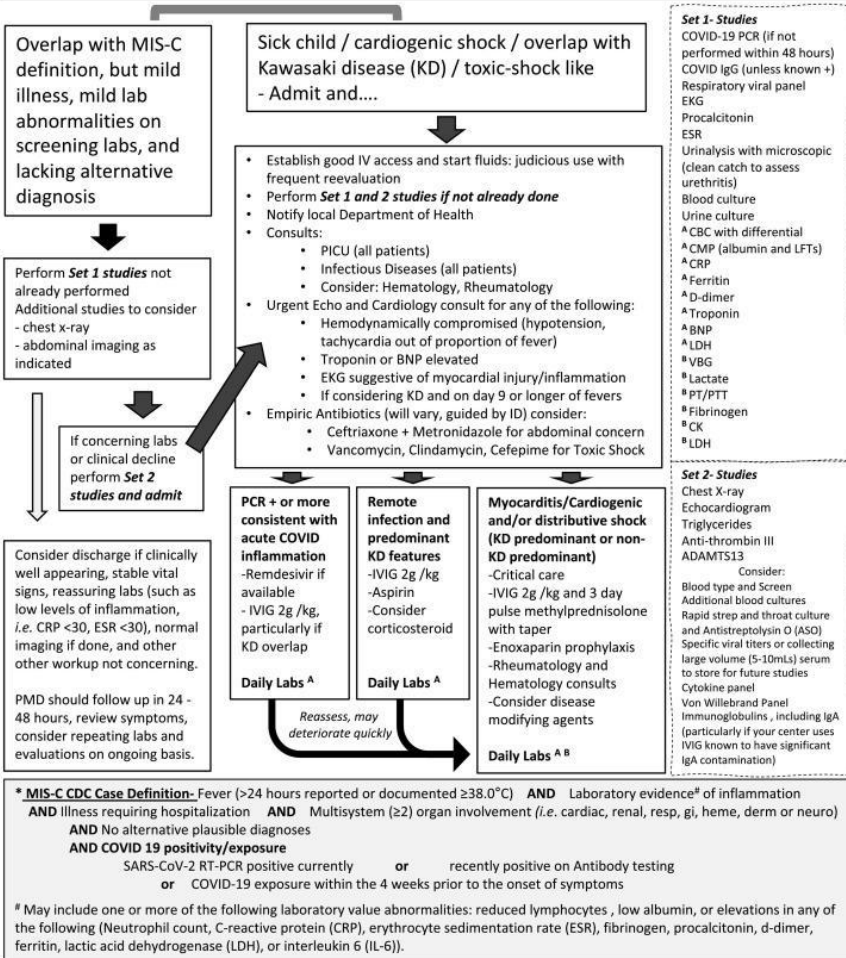 Overlap with MIS-C
definition, but mild
illness, mild lab
abnormalities on
screening labs, and
lacking alternative
diagnosis
Sick child / cardiogenic shock / overlap with
Kawasaki disease (KD) / toxic-shock like
- Admit and....
Perform Set 1 studies not
already performed
Additional studies to consider
- chest x-ray
- abdominal imaging as
indicated
If concerning labs
or clinical decline
perform Set 2
studies and admit
Consider discharge if clinically
well appearing, stable vital
signs, reassuring labs (such as
low levels of inflammation,
i.e. CRP <30, ESR <30), normal
imaging if done, and other
other workup not concerning.
PMD should follow up in 24 -
48 hours, review symptoms,
consider repeating labs and
evaluations on ongoing basis.
• Establish good IV access and start fluids: judicious use with
frequent reevaluation
• Perform Set 1 and 2 studies if not already done
• Notify local Department of Health
• Consults:
• PICU (all patients)
• Infectious Diseases (all patients)
• Consider: Hematology, Rheumatology
• Urgent Echo and Cardiology consult for any of the following:
• Hemodynamically compromised (hypotension,
tachycardia out of proportion of fever)
• Troponin or BNP elevated
• EKG suggestive of myocardial injury/inflammation
• If considering KD and on day 9 or longer of fevers
• Empiric Antibiotics (will vary, guided by ID) consider:
• Ceftriaxone + Metronidazole for abdominal concern
• Vancomycin, Clindamycin, Cefepime for Toxic Shock
PCR + or more
consistent with
acute COVID
inflammation
-Remdesivir if
available
- IVIG 2g /kg,
particularly if
KD overlap
Daily Labs A
Remote
infection and
predominant
KD features
-IVIG 2g /kg
-Aspirin
-Consider
corticosteroid
Daily Labs A
Myocarditis/Cardiogenic
and/or distributive shock
(KD predominant or non-
KD predominant)
-Critical care
-IVIG 2g /kg and 3 day
pulse methylprednisolone
with taper
-Enoxaparin prophylaxis
-Rheumatology and
Hematology consults
-Consider disease
modifying agents
Daily Labs A B
Reassess, may
deteriorate quickly
Set 1- Studies
COVID-19 PCR (if not
performed within 48 hours)
COVID IgG (unless known +)
Respiratory viral panel
EKG
Procalcitonin
ESR
Urinalysis with microscopic
(clean catch to assess
urethritis)
Blood culture
Urine culture
A CBC with differential
A CMP (albumin and LFTs)
A CRP
A Ferritin
A D-dimer
A Troponin
A BNP
A LDH
B VBG
B Lactate
B PT/PTT
B Fibrinogen
B CK
B LDH
Set 2- Studies
Chest X-ray
Echocardiogram
Triglycerides
Anti-thrombin III
ADAMTS13
Consider:
Blood type and Screen
Additional blood cultures
Rapid strep and throat culture
and Antistreptolysin O (ASO)
Specific viral titers or collecting
large volume (5-10mLs) serum
to store for future studies
Cytokine panel
Von Willebrand Panel
Immunoglobulins , including IgA
(particularly if your center uses
IVIG known to have significant
IgA contamination)
* MIS-C CDC Case Definition- Fever (>24 hours reported or documented ≥38.0°C) AND Laboratory evidence# of inflammation
AND Illness requiring hospitalization AND Multisystem (≥2) organ involvement (i.e. cardiac, renal, resp, gi, heme, derm or neuro)
AND No alternative plausible diagnoses
AND COVID 19 positivity/exposure
SARS-CoV-2 RT-PCR positive currently or recently positive on Antibody testing
or COVID-19 exposure within the 4 weeks prior to the onset of symptoms
# May include one or more of the following laboratory value abnormalities: reduced lymphocytes , low albumin, or elevations in any of
the following (Neutrophil count, C-reactive protein (CRP), erythrocyte sedimentation rate (ESR), fibrinogen, procalcitonin, d-dimer,
ferritin, lactic acid dehydrogenase (LDH), or interleukin 6 (IL-6)).